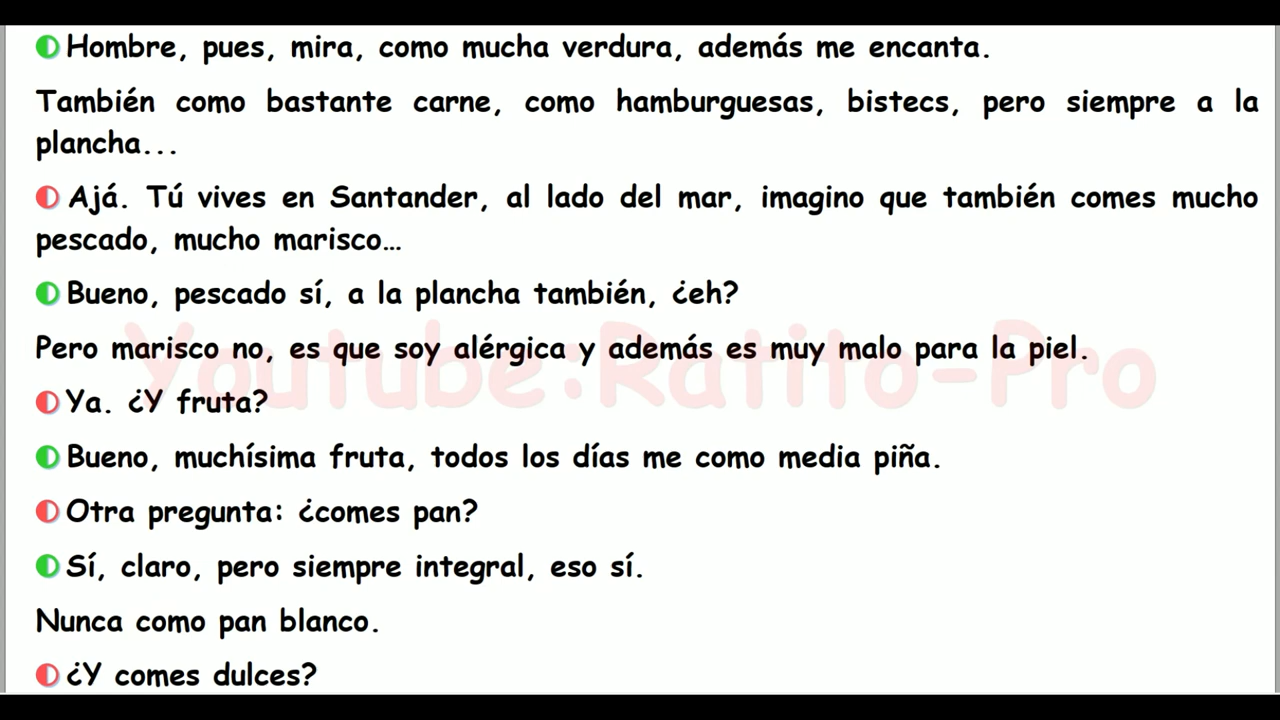 Hombre, pues, mira, como mucha verdura, además me encanta.
También como bastante carne, como hamburguesas, bistecs, pero siempre a la
plancha...
Ajá. Tú vives en Santander, al lado del mar, imagino que también comes mucho
pescado, mucho marisco...
Bueno, pescado sí, a la plancha también, ¿eh?
Youtube:Ratito-Pro
Pero marisco no, es que soy alérgica y además es muy malo para la piel.
Ya. ¿Y fruta?
Bueno, muchísima fruta, todos los días me como media piña.
Otra pregunta: ¿comes pan?
Sí, claro, pero siempre integral, eso sí.
Nunca como pan blanco.
¿Y comes dulces?